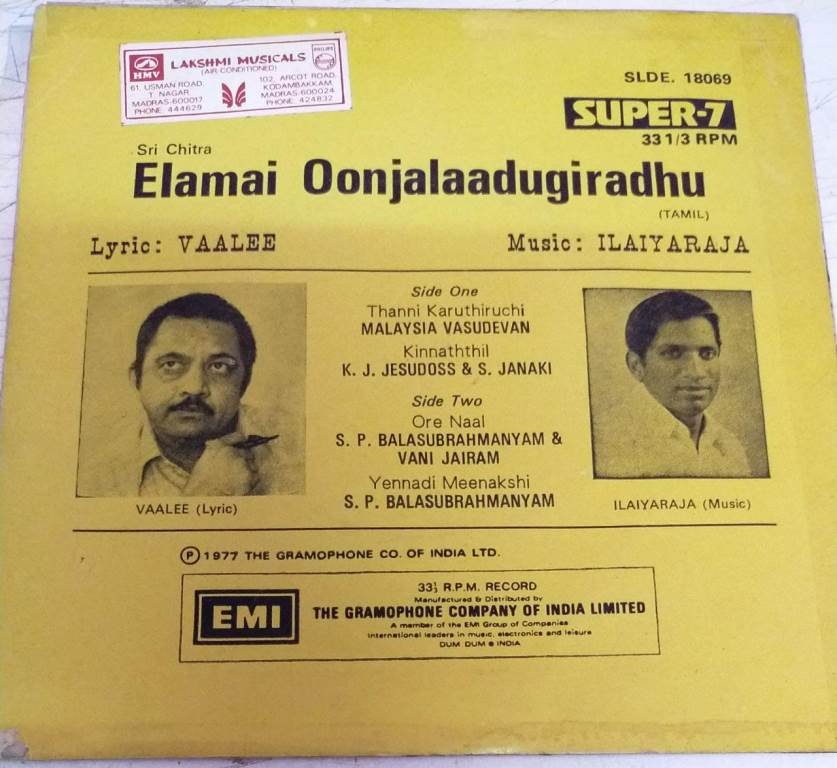 HMV
LAKSHMI MUSICALS
(AIR-CONDITIONED)
PHILIPS
61, USMAN ROAD,
T. NAGAR
MADRAS-600017
PHONE: 444629
102, ARCOT ROAD,
KODAMBAKKAM,
MADRAS-600024
PHONE: 424832
SLDE. 18069
SUPER-7
33 1/3 RPM
Sri Chitra
Elamai Oonjalaadugiradhu
(TAMIL)
Lyric: VAALEE
Music: ILAIYARAJA
Side One
Thanni Karuthiruchi
MALAYSIA VASUDEVAN
Kinnaththil
K. J. JESUDOSS & S. JANAKI
Side Two
Ore Naal
S. P. BALASUBRAHMANYAM &
VANI JAIRAM
Yennadi Meenakshi
S. P. BALASUBRAHMANYAM
VAALEE (Lyric)
ILAIYARAJA (Music)
Ⓟ 1977 THE GRAMOPHONE CO. OF INDIA LTD.
EMI
33⅓ R.P.M. RECORD
Manufactured & Distributed by
THE GRAMOPHONE COMPANY OF INDIA LIMITED
A member of the EMI Group of Companies
International leaders in music, electronics and leisure
DUM DUM ● INDIA